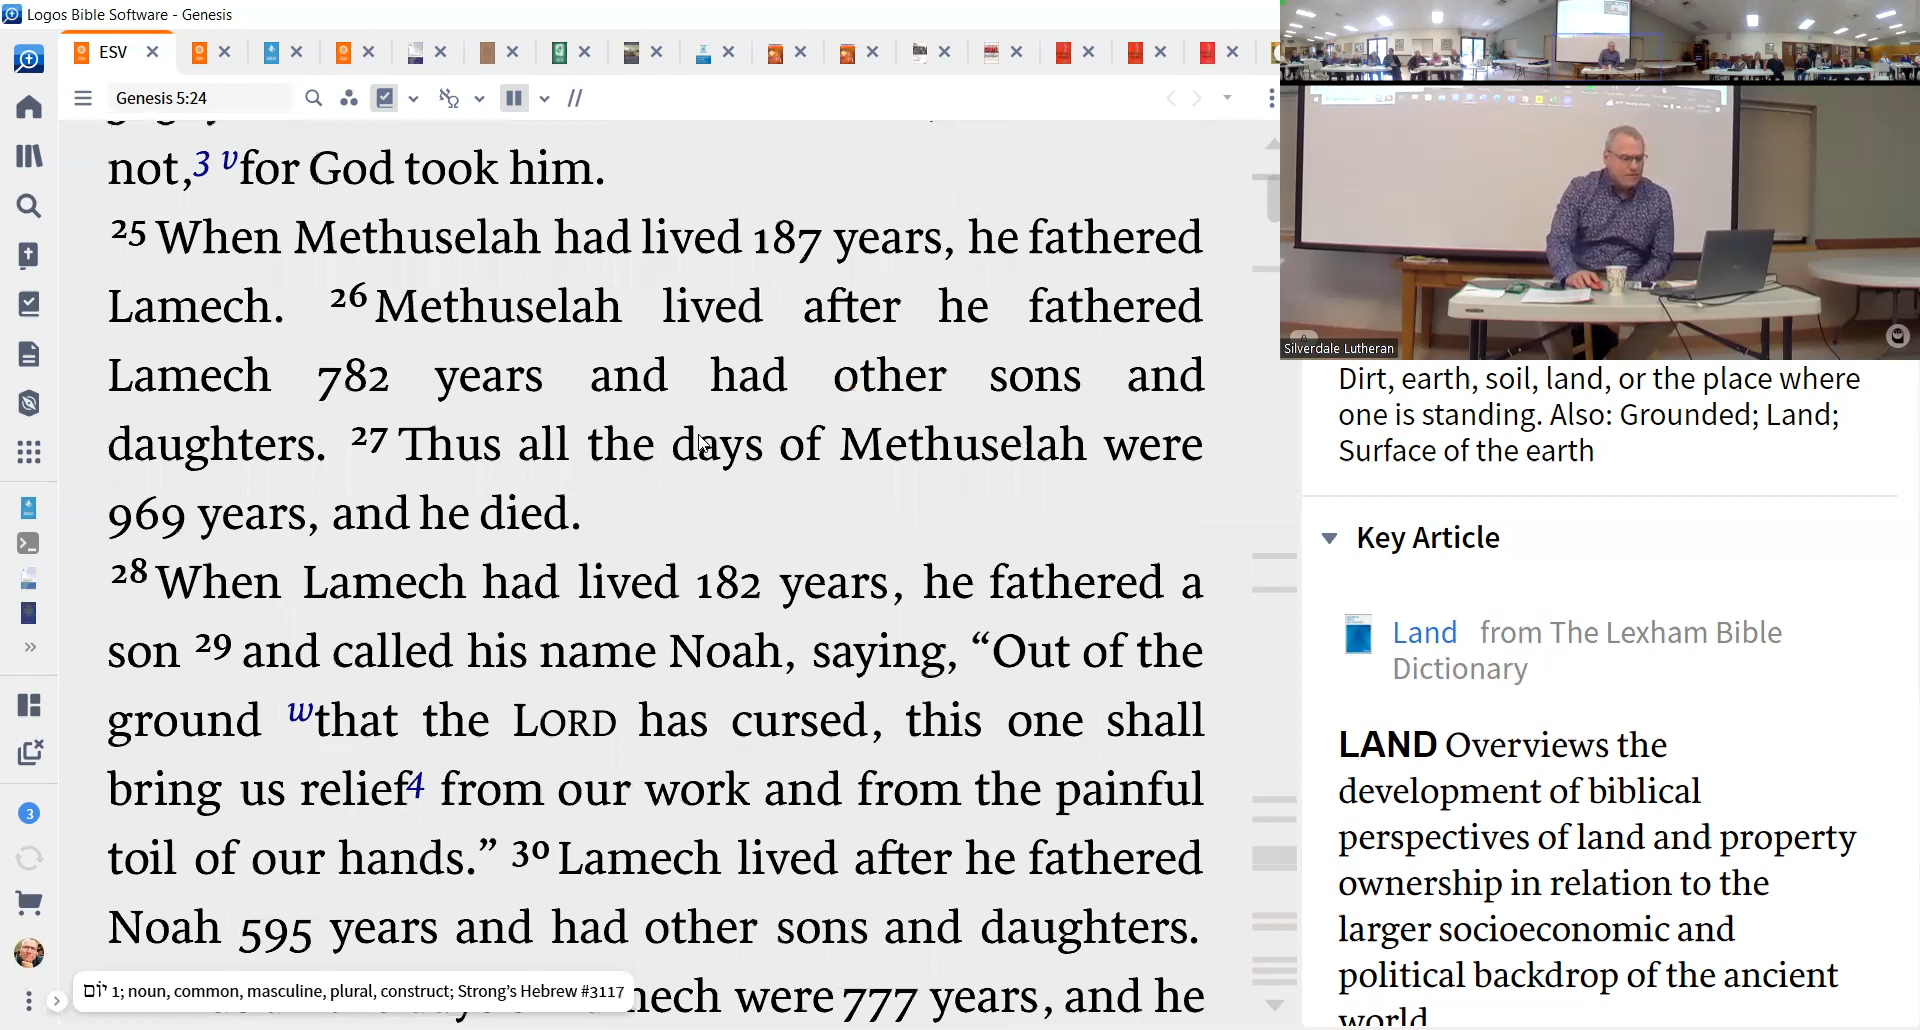 Logos Bible Software - Genesis
ESV
Genesis 5:24
not,3 vfor God took him.
25 When Methuselah had lived 187 years, he fathered
Lamech. 26 Methuselah lived after he fathered
Lamech 782 years and had other sons and
daughters. 27 Thus all the days of Methuselah were
969 years, and he died.
28 When Lamech had lived 182 years, he fathered a
son 29 and called his name Noah, saying, “Out of the
ground wthat the LORD has cursed, this one shall
bring us relief4 from our work and from the painful
toil of our hands.” 30 Lamech lived after he fathered
Noah 595 years and had other sons and daughters.
mech were 777 years, and he
יוֹם 1; noun, common, masculine, plural, construct; Strong’s Hebrew #3117
3
Silverdale Lutheran
Dirt, earth, soil, land, or the place where
one is standing. Also: Grounded; Land;
Surface of the earth
Key Article
Land from The Lexham Bible
Dictionary
LAND Overviews the
development of biblical
perspectives of land and property
ownership in relation to the
larger socioeconomic and
political backdrop of the ancient
world